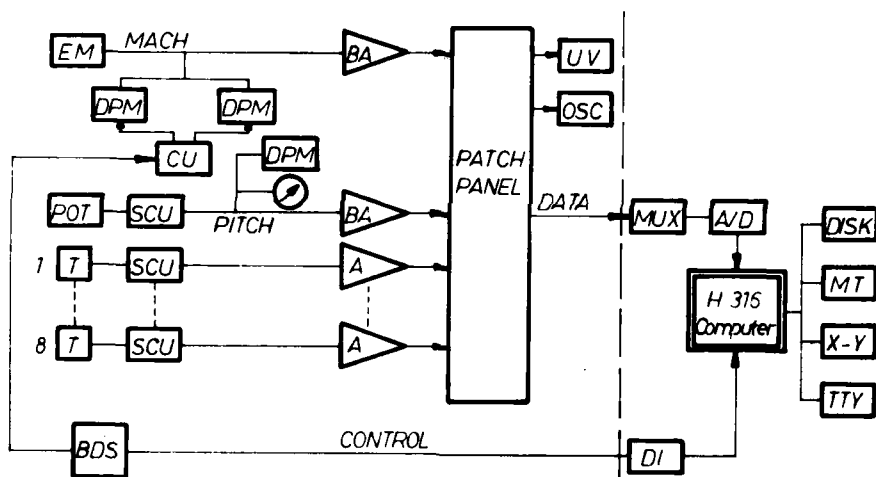 EM
MACH
BA
UV
DPM
DPM
OSC
CU
DPM
PATCH
PANEL
POT
SCU
PITCH
BA
DATA
MUX
A/D
DISK
1
T
SCU
A
H 316
Computer
MT
8
T
SCU
A
X-Y
TTY
BDS
CONTROL
DI